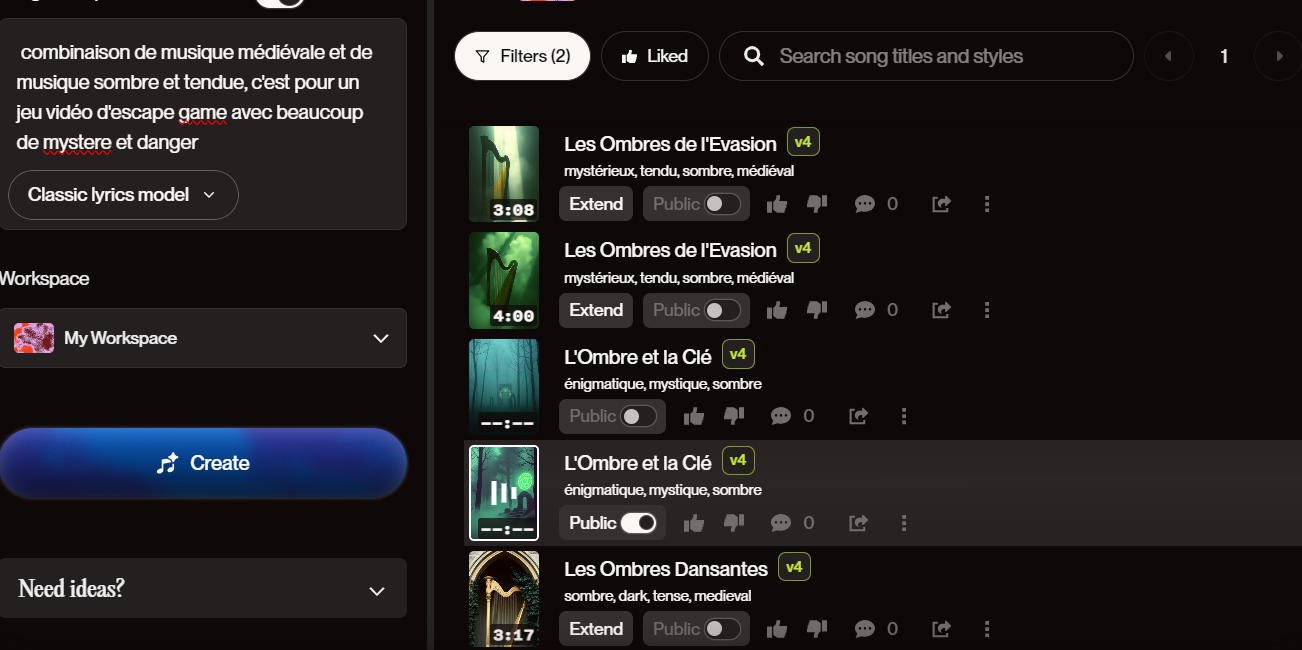 combinaison de musique médiévale et de
musique sombre et tendue, c'est pour un
jeu vidéo d'escape game avec beaucoup
de mystere et danger
Classic lyrics model
Workspace
My Workspace
Create
Need ideas?
Filters (2)
Liked
Search song titles and styles
1
Les Ombres de l'Evasion v4
mystérieux, tendu, sombre, médiéval
3:08
Extend Public 0
Les Ombres de l'Evasion v4
mystérieux, tendu, sombre, médiéval
4:00
Extend Public 0
L'Ombre et la Clé v4
énigmatique, mystique, sombre
--:--
Public 0
L'Ombre et la Clé v4
énigmatique, mystique, sombre
--:--
Public 0
Les Ombres Dansantes v4
sombre, dark, tense, medieval
3:17
Extend Public 0